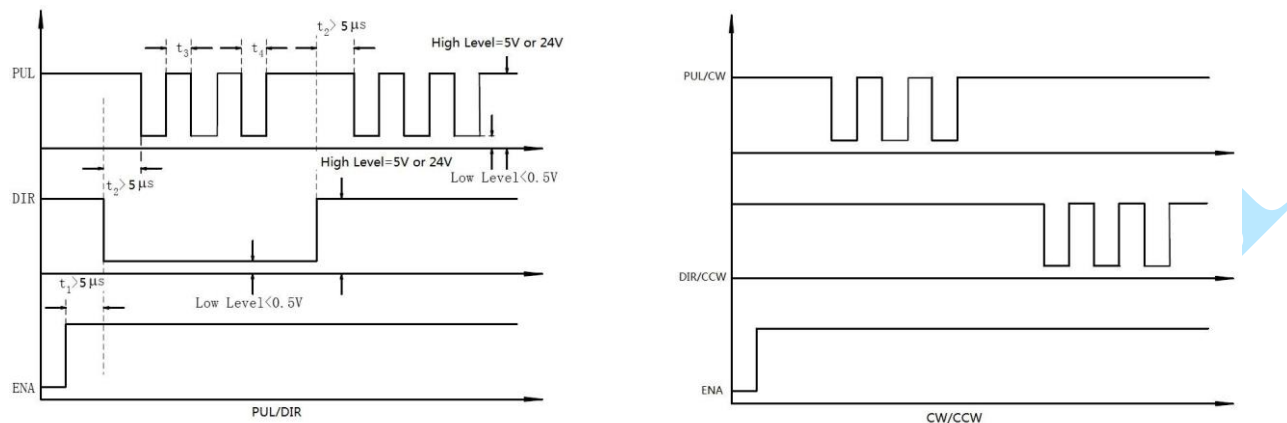 t₂>5μs
t₃
t₄
High Level=5V or 24V
PUL
High Level=5V or 24V
Low Level<0.5V
t₂>5μs
DIR
t₁>5μs
Low Level<0.5V
ENA
PUL/DIR
PUL/CW
DIR/CCW
ENA
CW/CCW